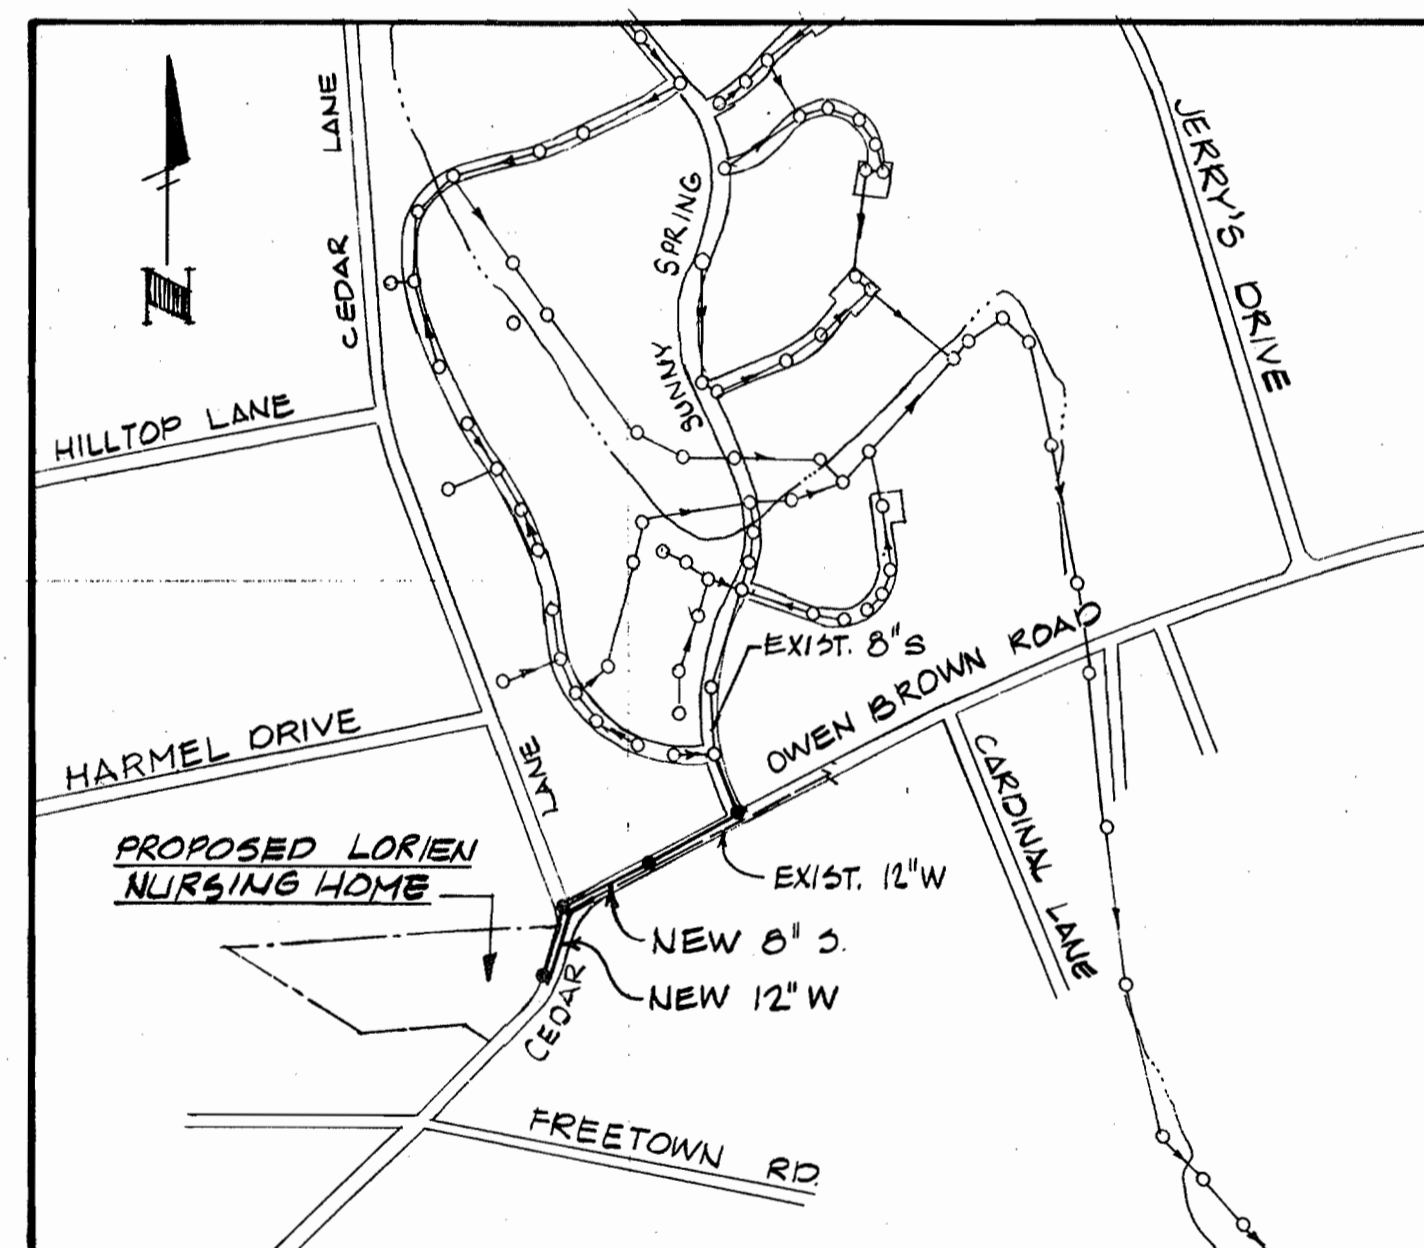 LANE
CEDAR
SPRING
SUNNY
JERRY'S DRIVE
HILLTOP LANE
N
EXIST. 8"S
OWEN BROWN ROAD
HARMEL DRIVE
LANE
CARDINAL LANE
PROPOSED LORIEN
NURSING HOME
EXIST. 12"W
NEW 8" S.
NEW 12"W
CEDAR
FREETOWN RD.